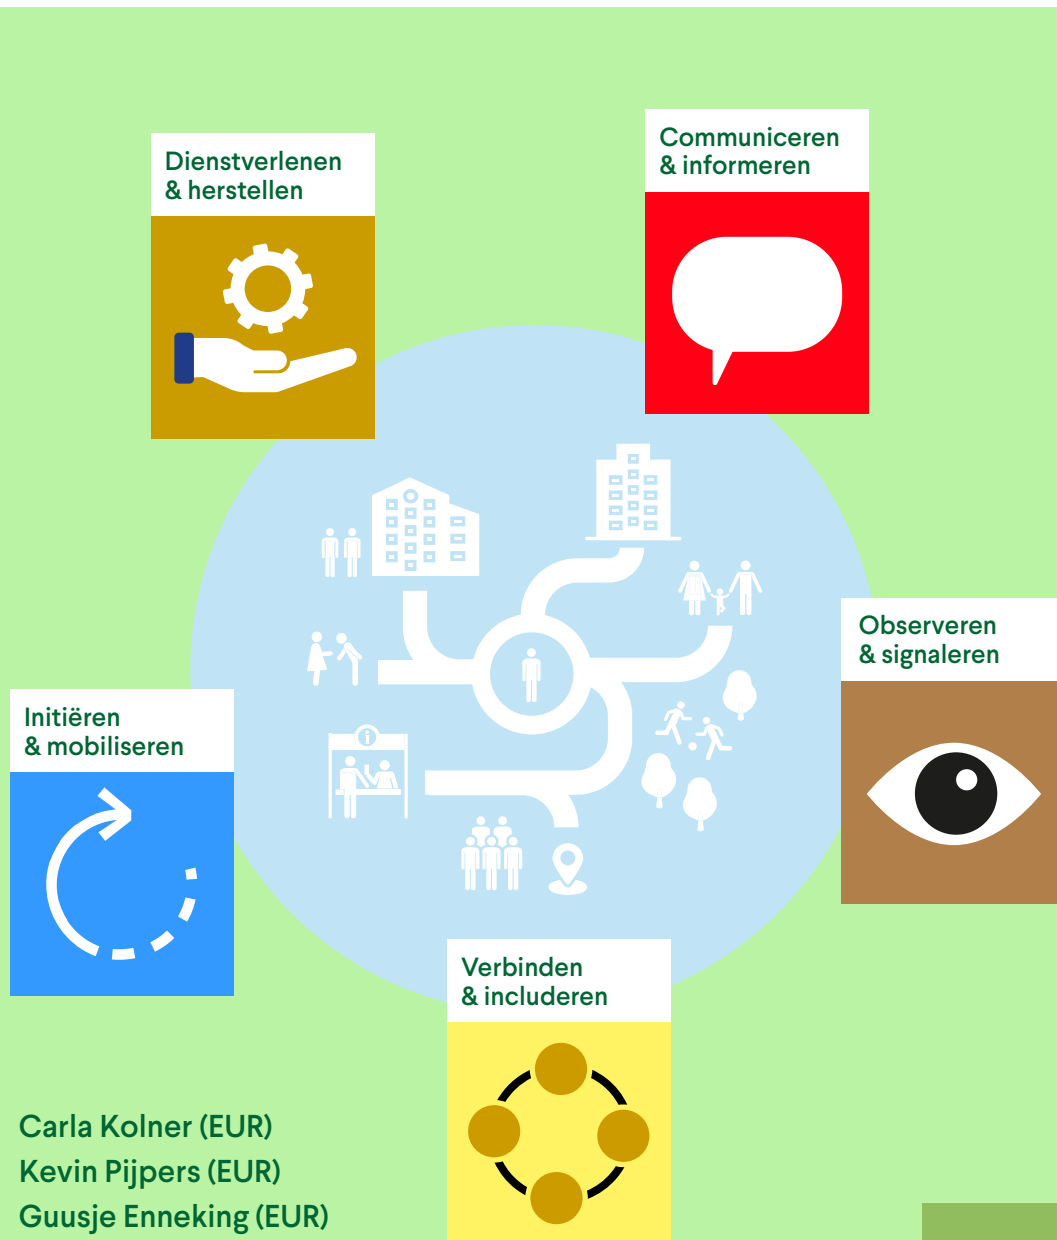 Dienstverlenen
& herstellen
Communiceren
& informeren
Observeren
& signaleren
Initiëren
& mobiliseren
i
Verbinden
& includeren
Carla Kolner (EUR)
Kevin Pijpers (EUR)
Guusje Enneking (EUR)